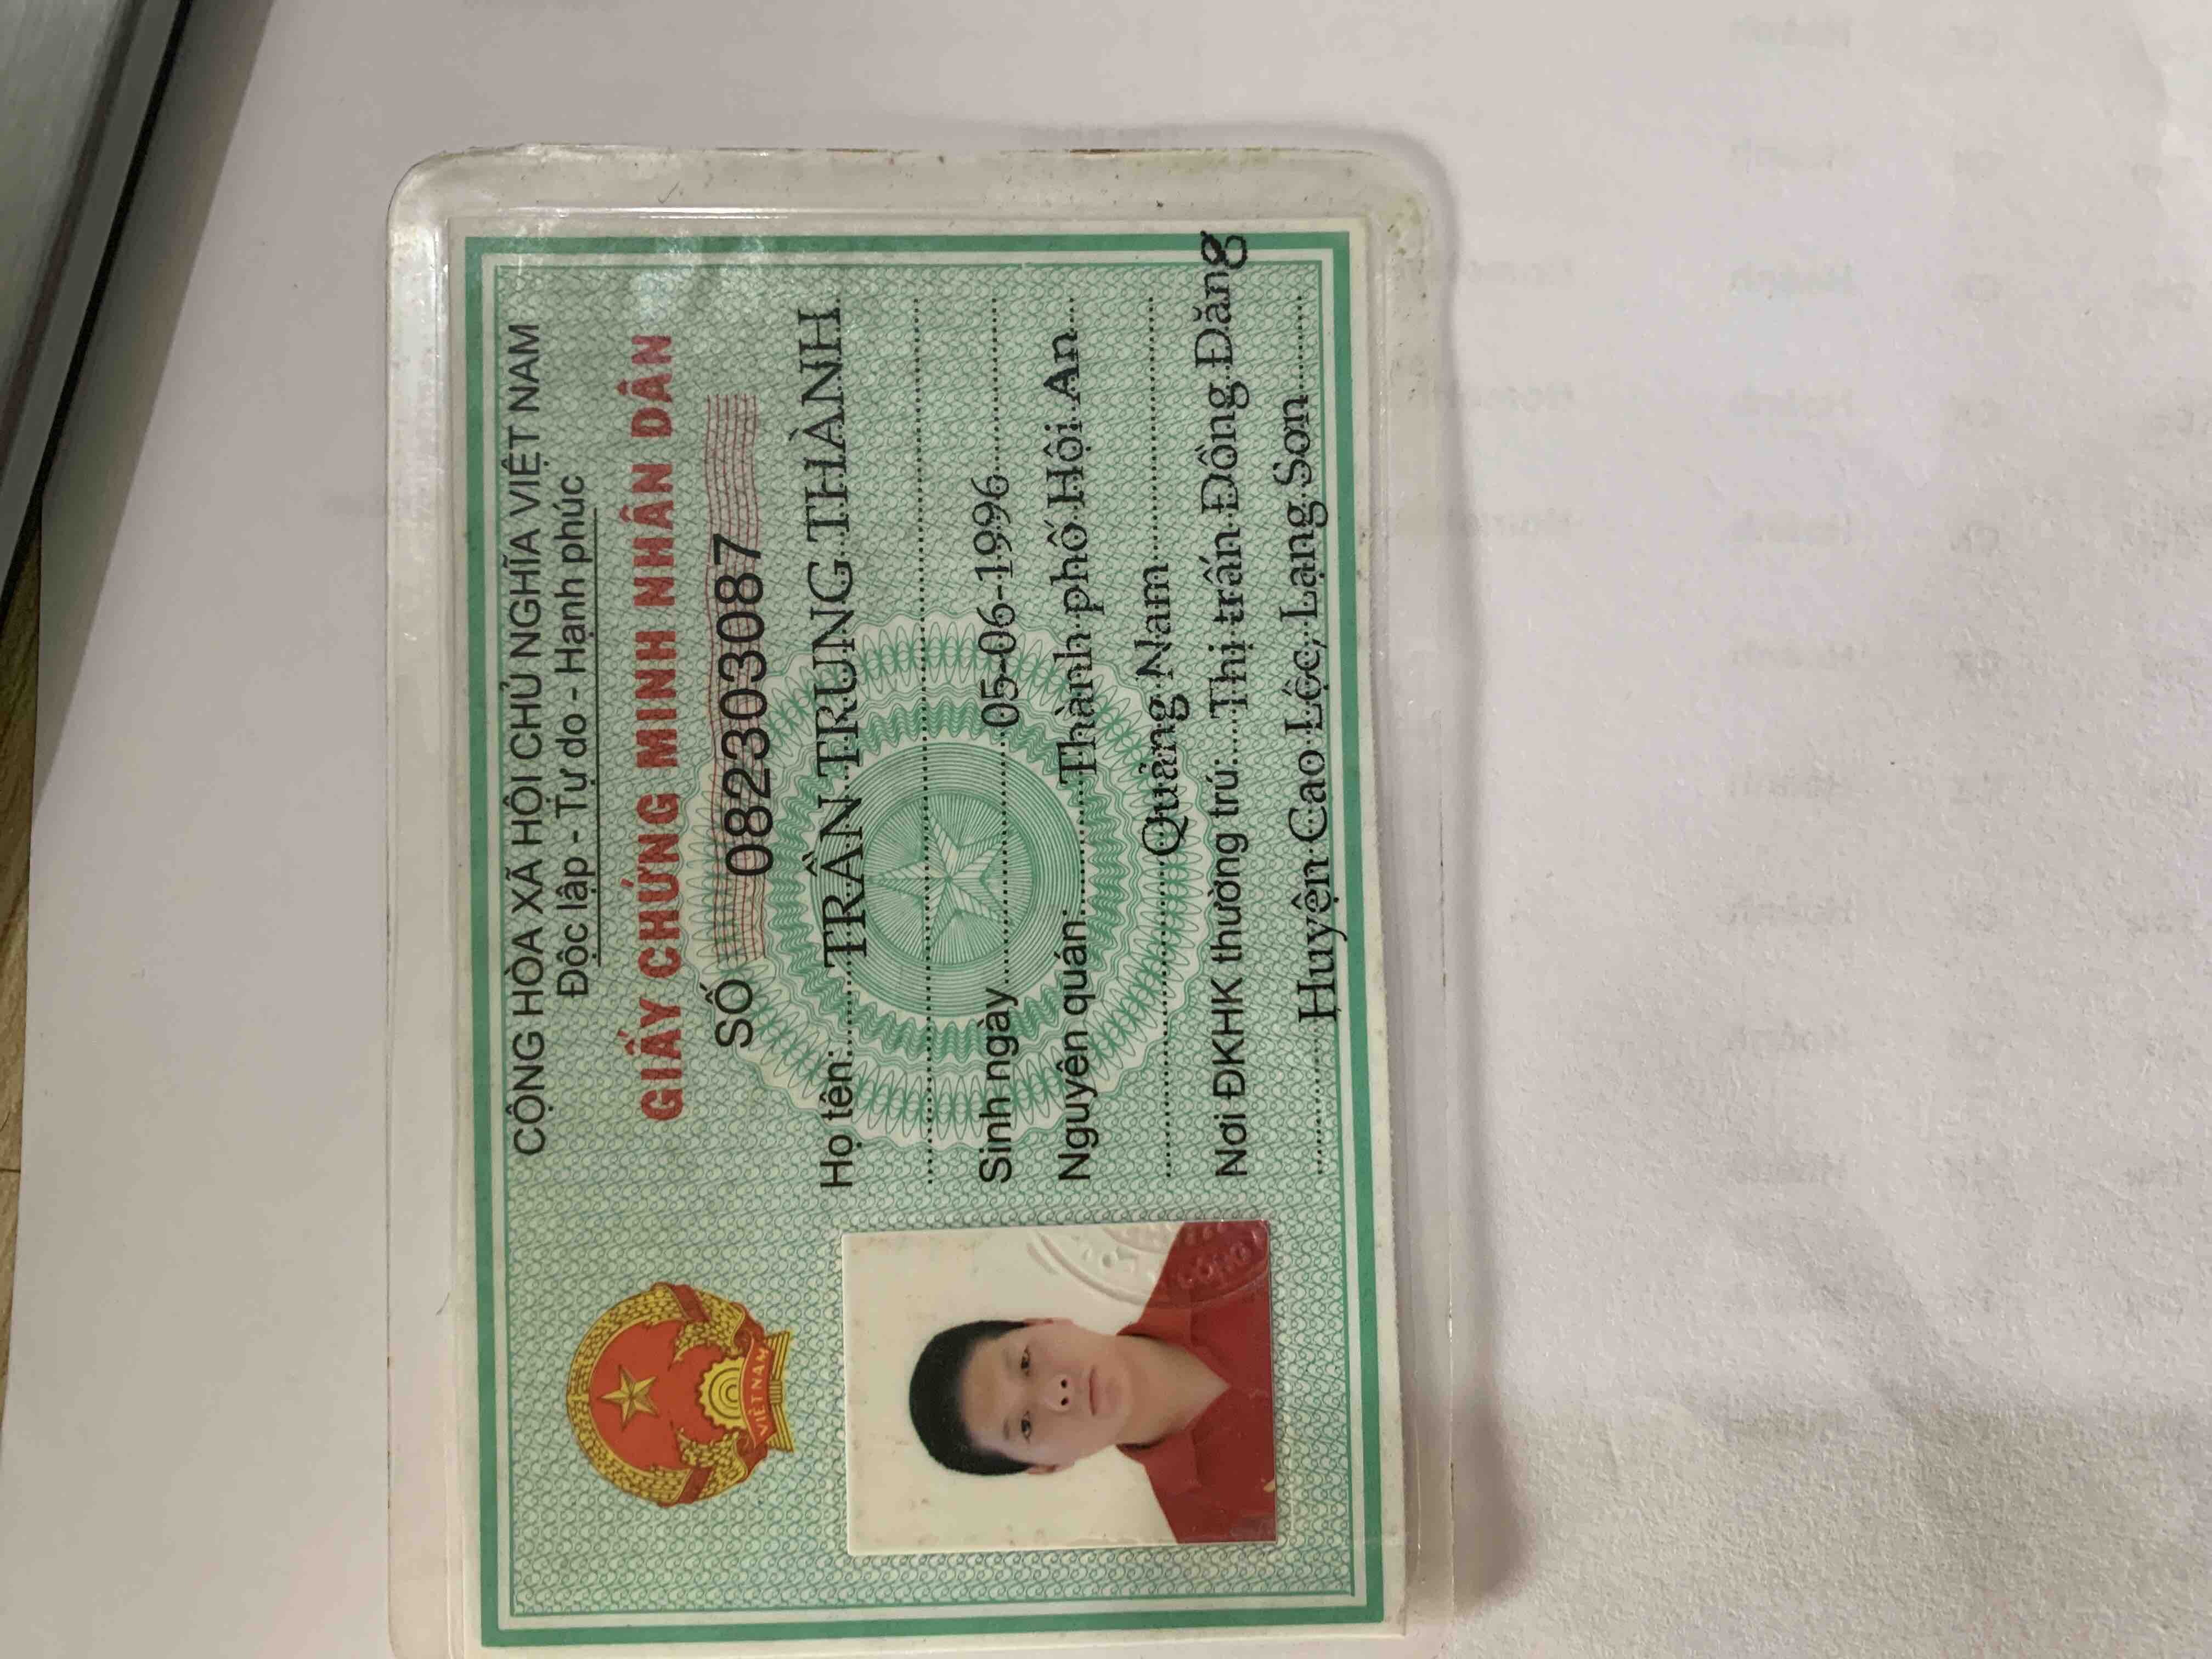 CỘNG HÒA XÃ HỘI CHỦ NGHĨA VIỆT NAM
Độc lập - Tự do - Hạnh phúc
GIẤY CHỨNG MINH NHÂN DÂN
SỐ 082303087
Họ tên: TRẦN TRUNG THÀNH
Sinh ngày 05-06-1996
Nguyên quán: Thành phố Hội An
Quảng Nam
Nơi ĐKHK thường trú: Thị trấn Đồng Đăng
Huyện Cao Lộc, Lạng Sơn
VIỆT NAM